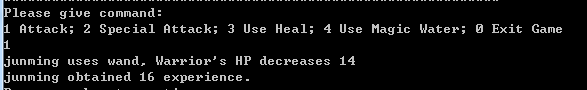 Please give command:
1 Attack; 2 Special Attack; 3 Use Heal; 4 Use Magic Water; 0 Exit Game
1
junming uses wand, Warrior's HP decreases 14
junming obtained 16 experience.